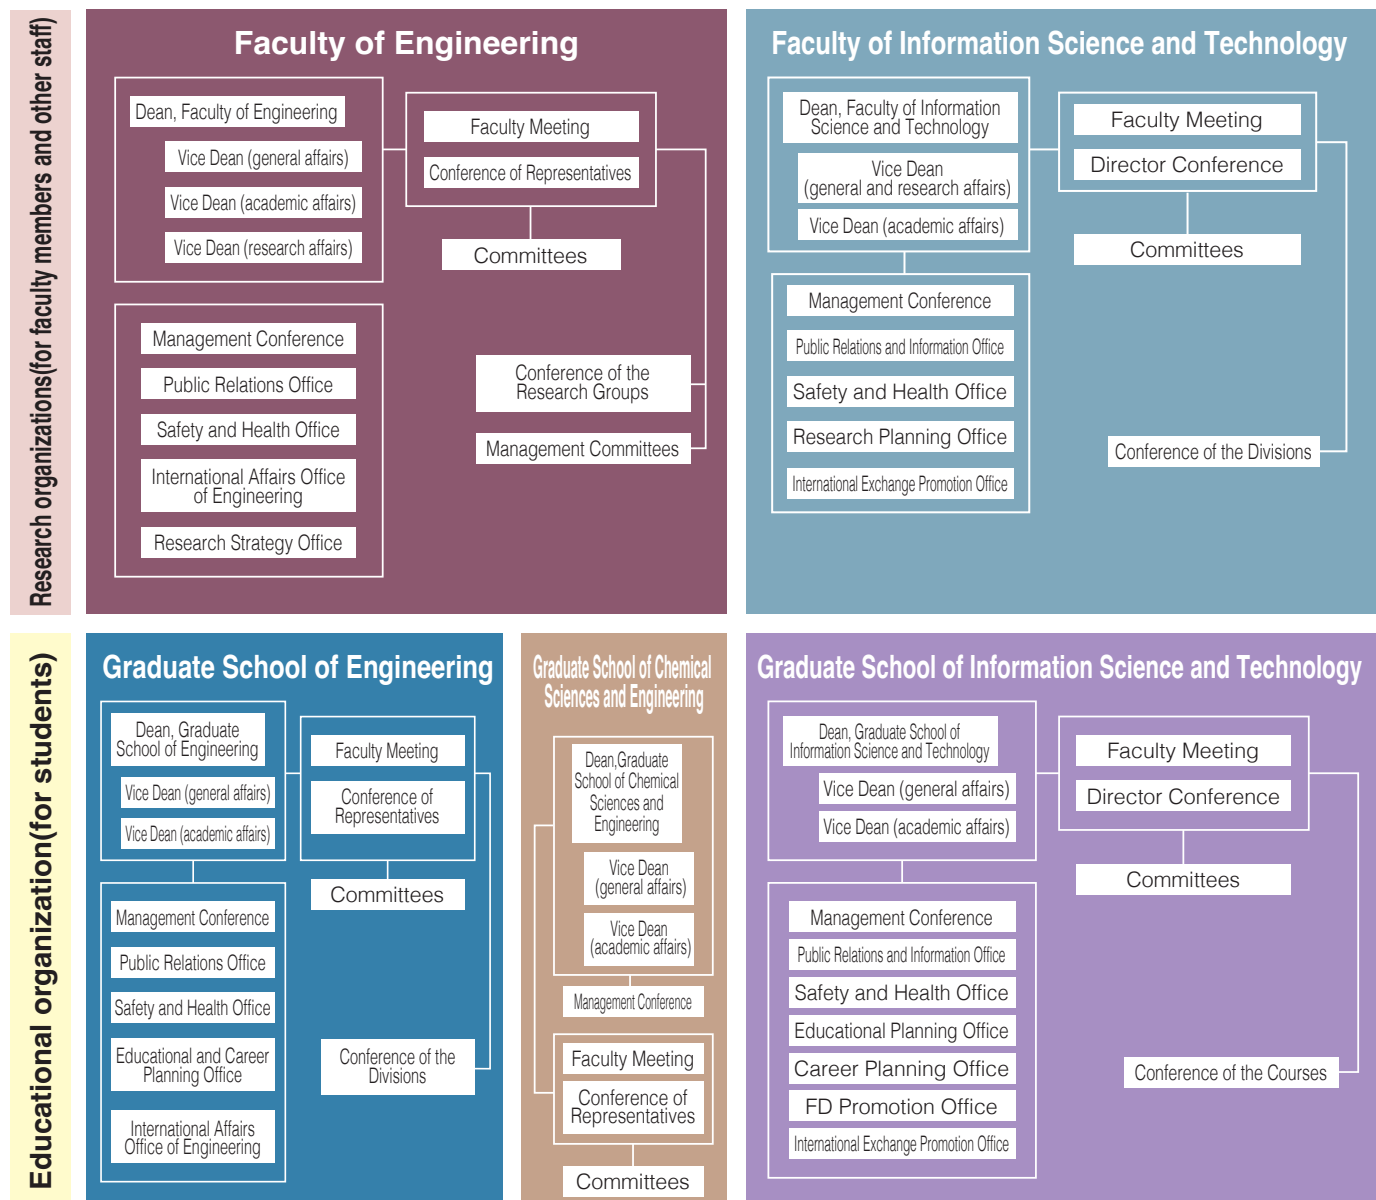 Research organizations(for faculty members and other staff)
Faculty of Engineering
Dean, Faculty of Engineering
Vice Dean (general affairs)
Vice Dean (academic affairs)
Vice Dean (research affairs)
Faculty Meeting
Conference of Representatives
Committees
Management Conference
Public Relations Office
Safety and Health Office
International Affairs Office
of Engineering
Research Strategy Office
Conference of the
Research Groups
Management Committees
Faculty of Information Science and Technology
Dean, Faculty of Information
Science and Technology
Vice Dean
(general and research affairs)
Vice Dean (academic affairs)
Faculty Meeting
Director Conference
Committees
Management Conference
Public Relations and Information Office
Safety and Health Office
Research Planning Office
International Exchange Promotion Office
Conference of the Divisions
Educational organization(for students)
Graduate School of Engineering
Dean, Graduate
School of Engineering
Vice Dean (general affairs)
Vice Dean (academic affairs)
Faculty Meeting
Conference of
Representatives
Committees
Management Conference
Public Relations Office
Safety and Health Office
Educational and Career
Planning Office
International Affairs
Office of Engineering
Conference of the
Divisions
Graduate School of Chemical
Sciences and Engineering
Dean,Graduate
School of Chemical
Sciences and
Engineering
Vice Dean
(general affairs)
Vice Dean
(academic affairs)
Management Conference
Faculty Meeting
Conference of
Representatives
Committees
Graduate School of Information Science and Technology
Dean, Graduate School of
Information Science and Technology
Vice Dean (general affairs)
Vice Dean (academic affairs)
Faculty Meeting
Director Conference
Committees
Management Conference
Public Relations and Information Office
Safety and Health Office
Educational Planning Office
Career Planning Office
FD Promotion Office
International Exchange Promotion Office
Conference of the Courses